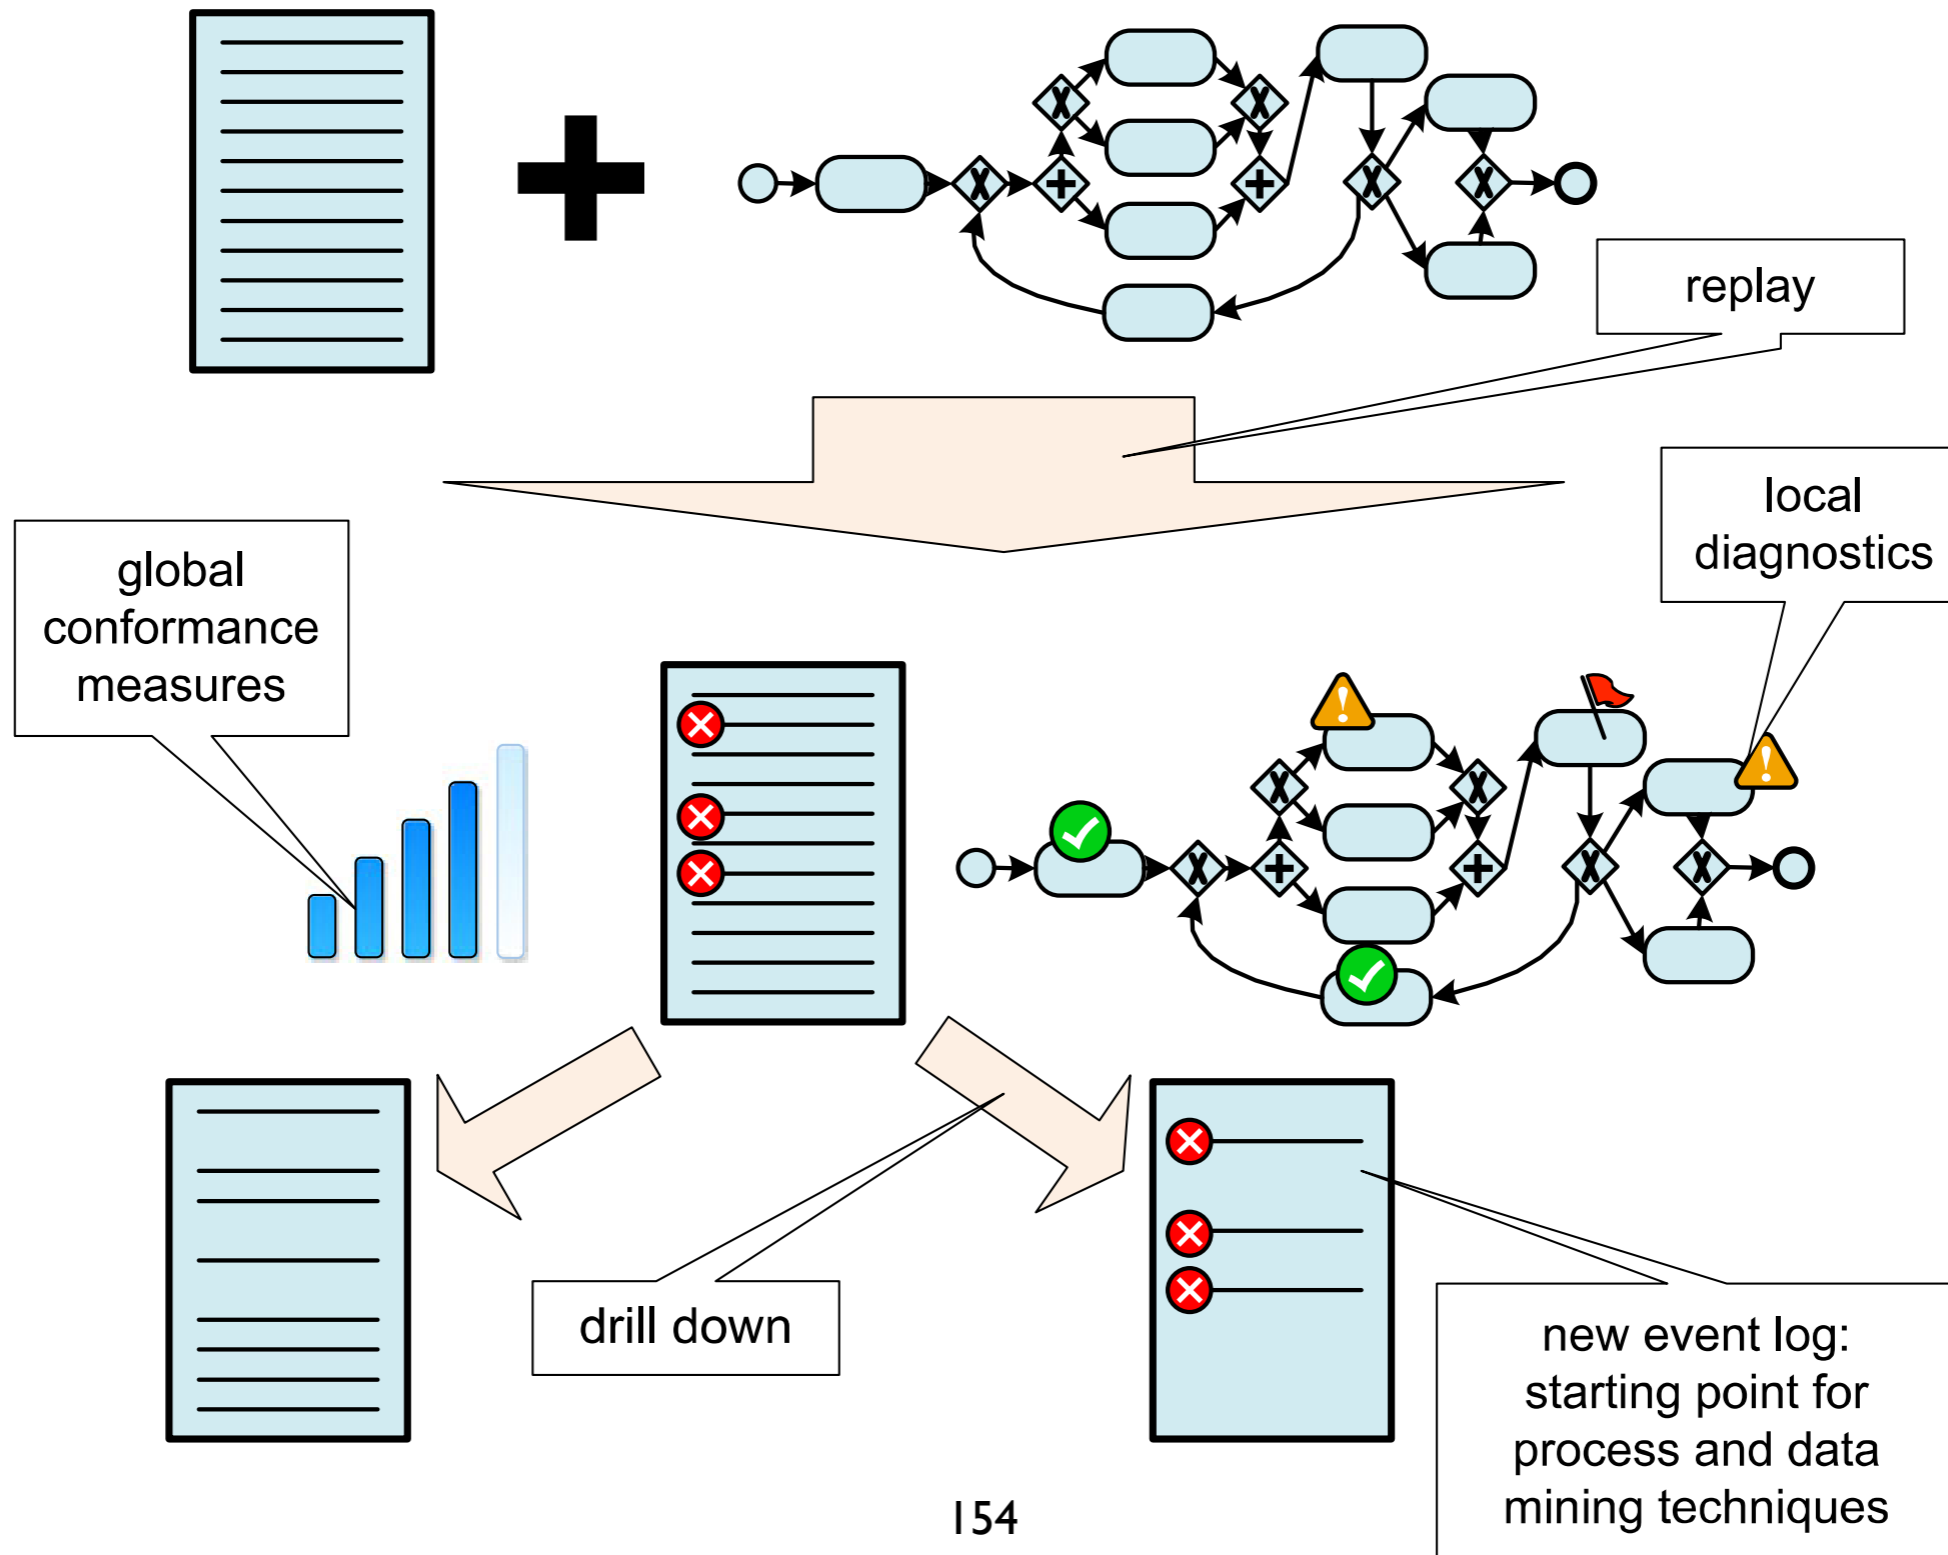 replay
local
diagnostics
global
conformance
measures
drill down
new event log:
starting point for
process and data
mining techniques
154